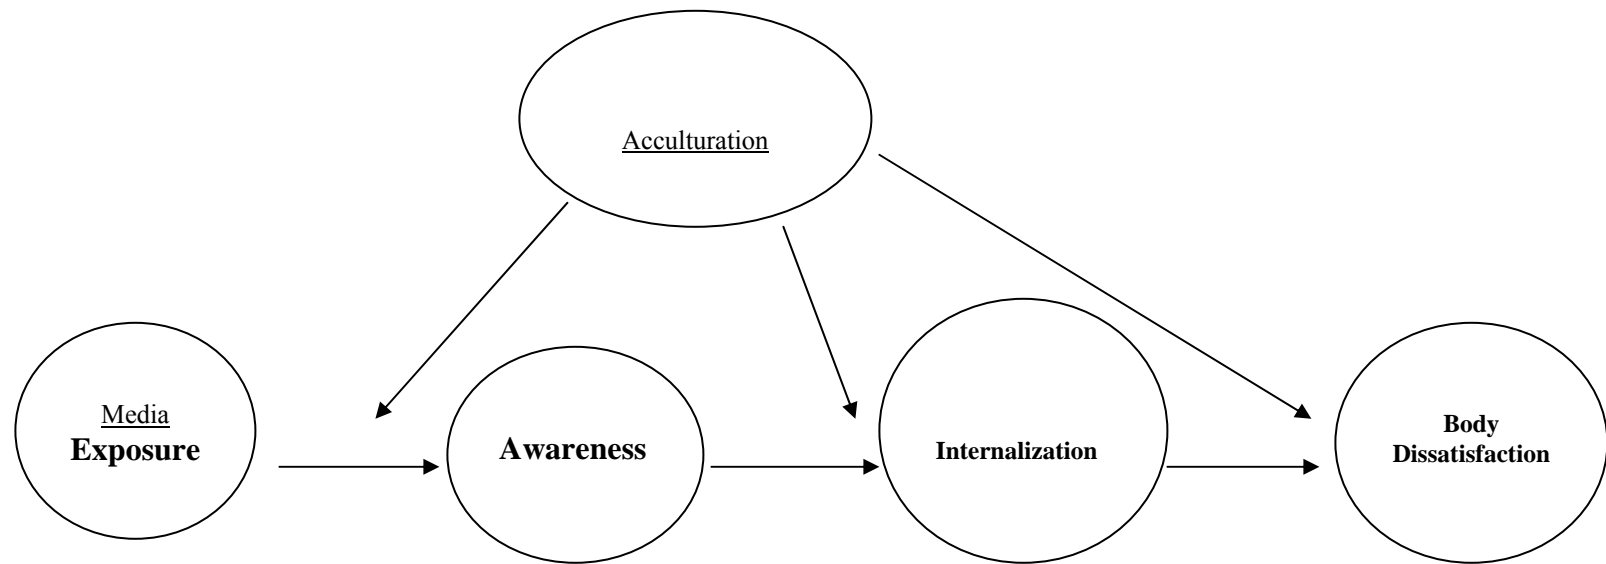 Acculturation
Media
Exposure
Awareness
Internalization
Body
Dissatisfaction